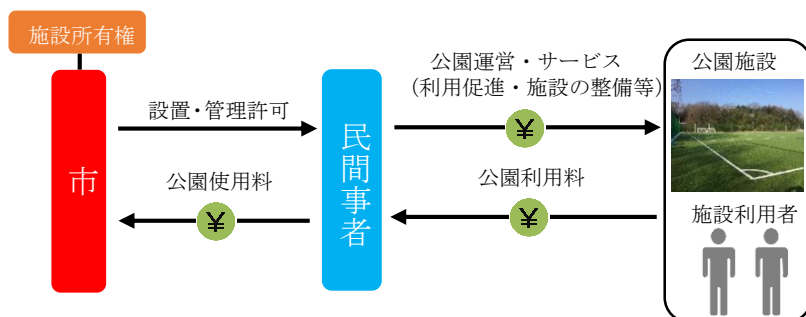 施設所有権
市
設置・管理許可
公園使用料
￥
民間事業者
公園運営・サービス
（利用促進・施設の整備等）
￥
公園利用料
￥
公園施設
施設利用者